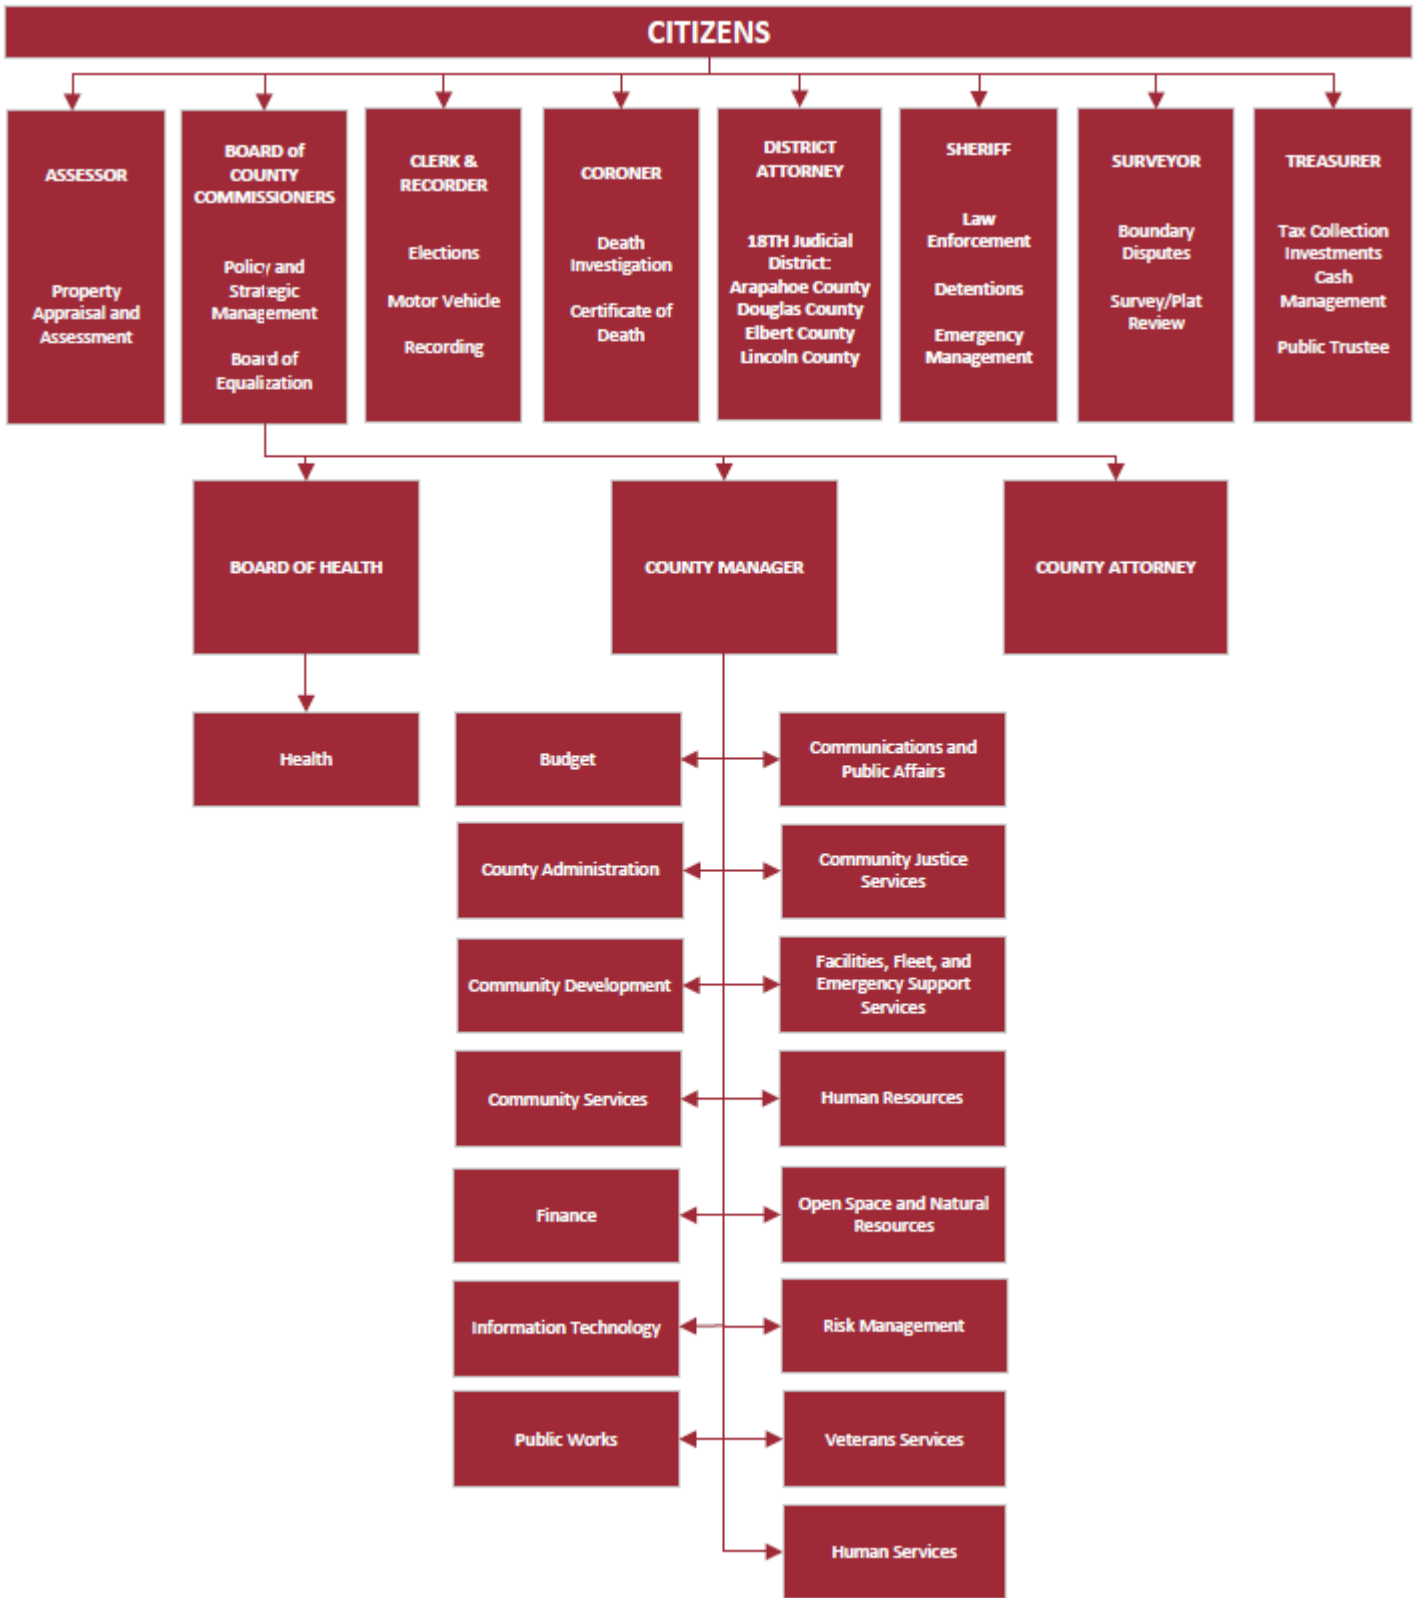 CITIZENS
ASSESSOR
Property
Appraisal and
Assessment
BOARD of
COUNTY
COMMISSIONERS
Policy and
Strategic
Management
Board of
Equalization
CLERK &
RECORDER
Elections
Motor Vehicle
Recording
CORONER
Death
Investigation
Certificate of
Death
DISTRICT
ATTORNEY
18TH Judicial
District:
Arapahoe County
Douglas County
Elbert County
Lincoln County
SHERIFF
Law
Enforcement
Detentions
Emergency
Management
SURVEYOR
Boundary
Disputes
Survey/Plat
Review
TREASURER
Tax Collection
Investments
Cash
Management
Public Trustee
BOARD OF HEALTH
COUNTY MANAGER
COUNTY ATTORNEY
Health
Budget
Communications and
Public Affairs
County Administration
Community Justice
Services
Community Development
Facilities, Fleet, and
Emergency Support
Services
Community Services
Human Resources
Finance
Open Space and Natural
Resources
Information Technology
Risk Management
Public Works
Veterans Services
Human Services